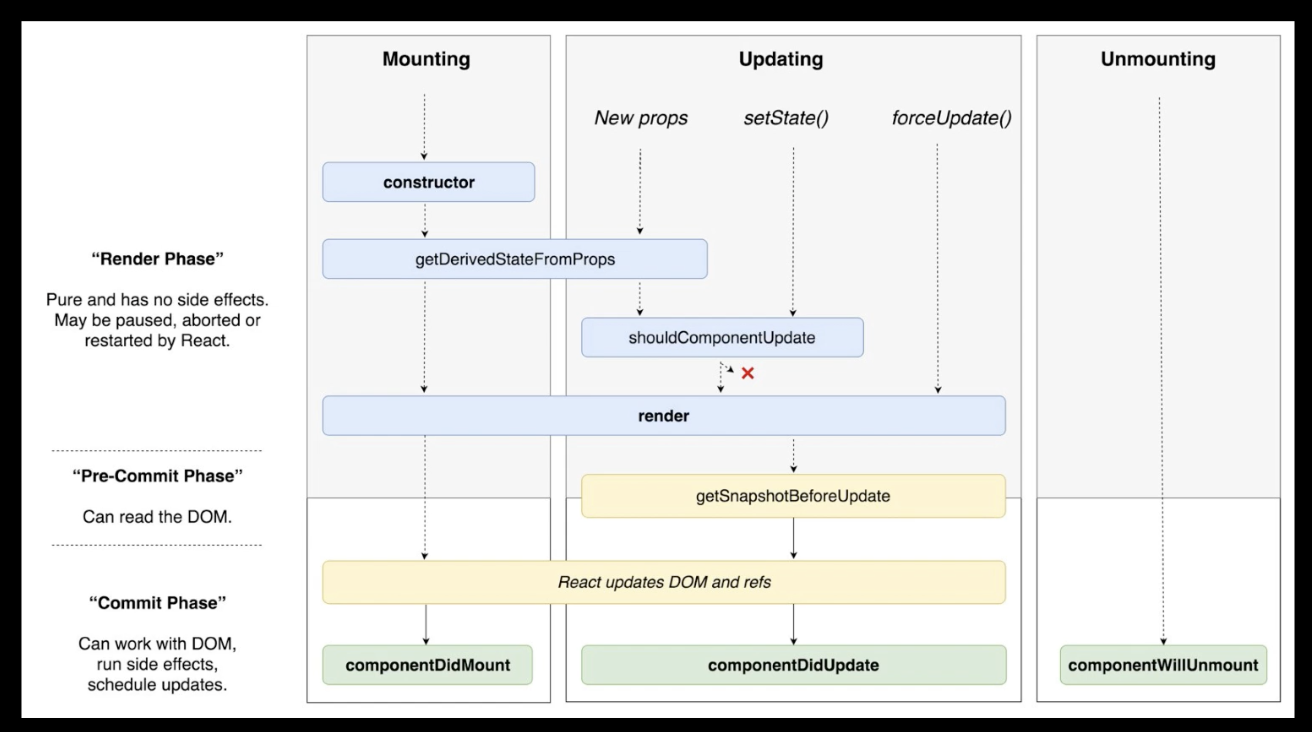 Mounting
Updating
Unmounting
New props
setState()
forceUpdate()
constructor
“Render Phase”
Pure and has no side effects.
May be paused, aborted or
restarted by React.
getDerivedStateFromProps
shouldComponentUpdate
render
“Pre-Commit Phase”
Can read the DOM.
getSnapshotBeforeUpdate
React updates DOM and refs
“Commit Phase”
Can work with DOM,
run side effects,
schedule updates.
componentDidMount
componentDidUpdate
componentWillUnmount